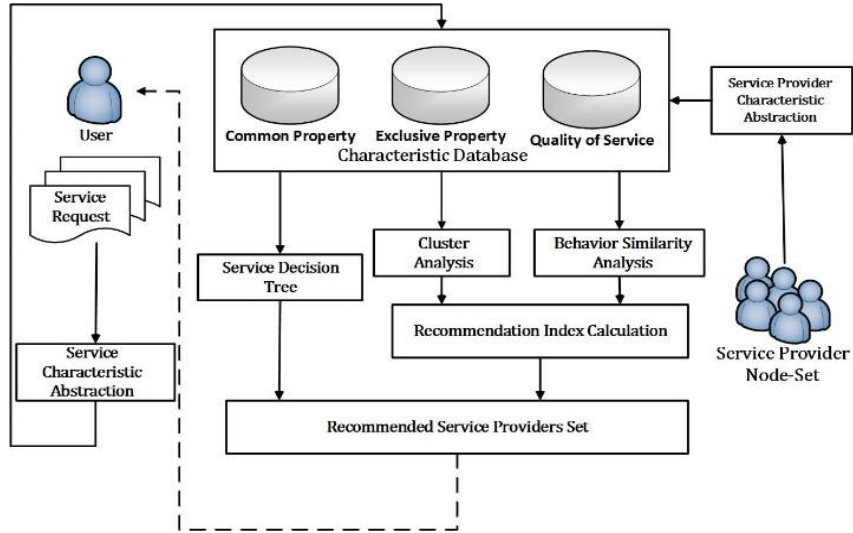 User
Service
Request
Service
Characteristic
Abstraction
Common Property
Exclusive Property
Quality of Service
Characteristic Database
Service Provider
Characteristic
Abstraction
Service Decision
Tree
Cluster
Analysis
Behavior Similarity
Analysis
Recommendation Index Calculation
Service Provider
Node-Set
Recommended Service Providers Set